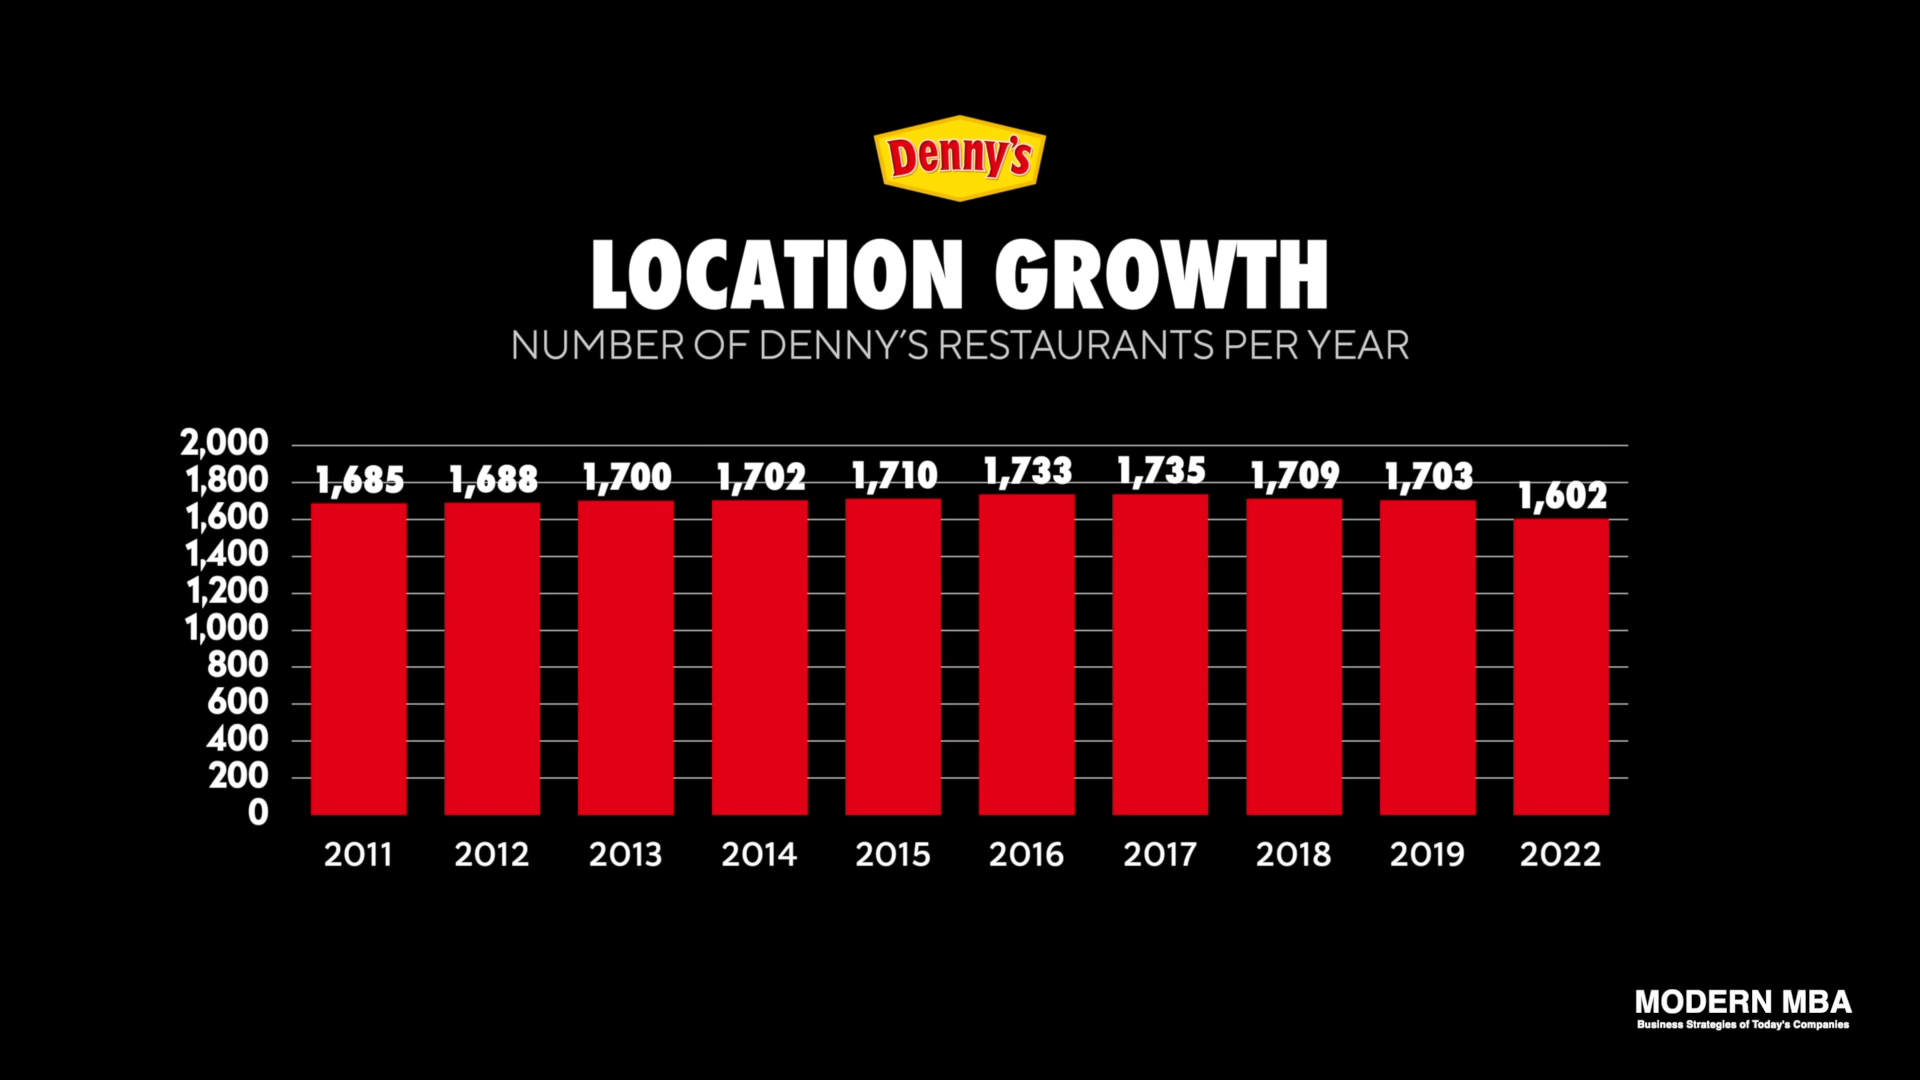 Denny's
LOCATION GROWTH
NUMBER OF DENNY'S RESTAURANTS PER YEAR
2,000
1,800
1,600
1,400
1,200
1,000
800
600
400
200
0
1,685 1,688 1,700 1,702 1,710 1,733 1,735 1,709 1,703 1,602
2011 2012 2013 2014 2015 2016 2017 2018 2019 2022
MODERN MBA
Business Strategies of Today's Companies